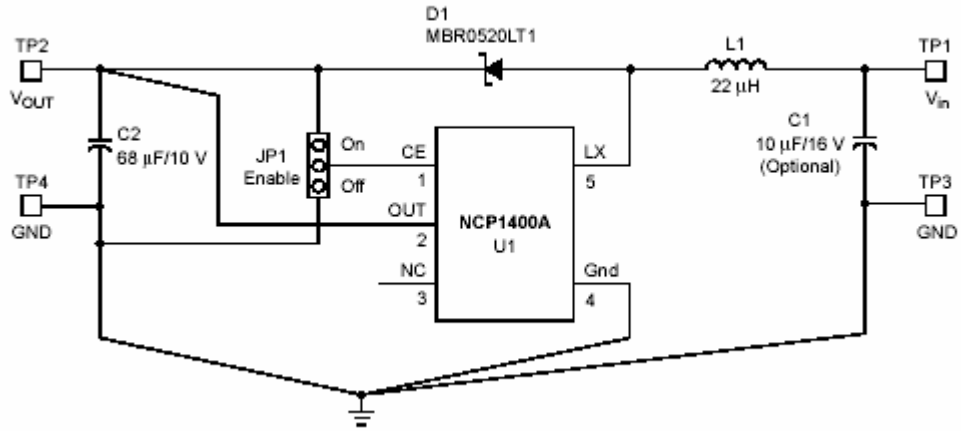 D1
MBR0520LT1
TP2
VOUT
L1
22 µH
TP1
Vin
C2
68 µF/10 V
JP1
Enable
On
Off
CE
1
LX
5
C1
10 µF/16 V
(Optional)
TP4
GND
OUT
2
NCP1400A
U1
TP3
GND
NC
3
Gnd
4